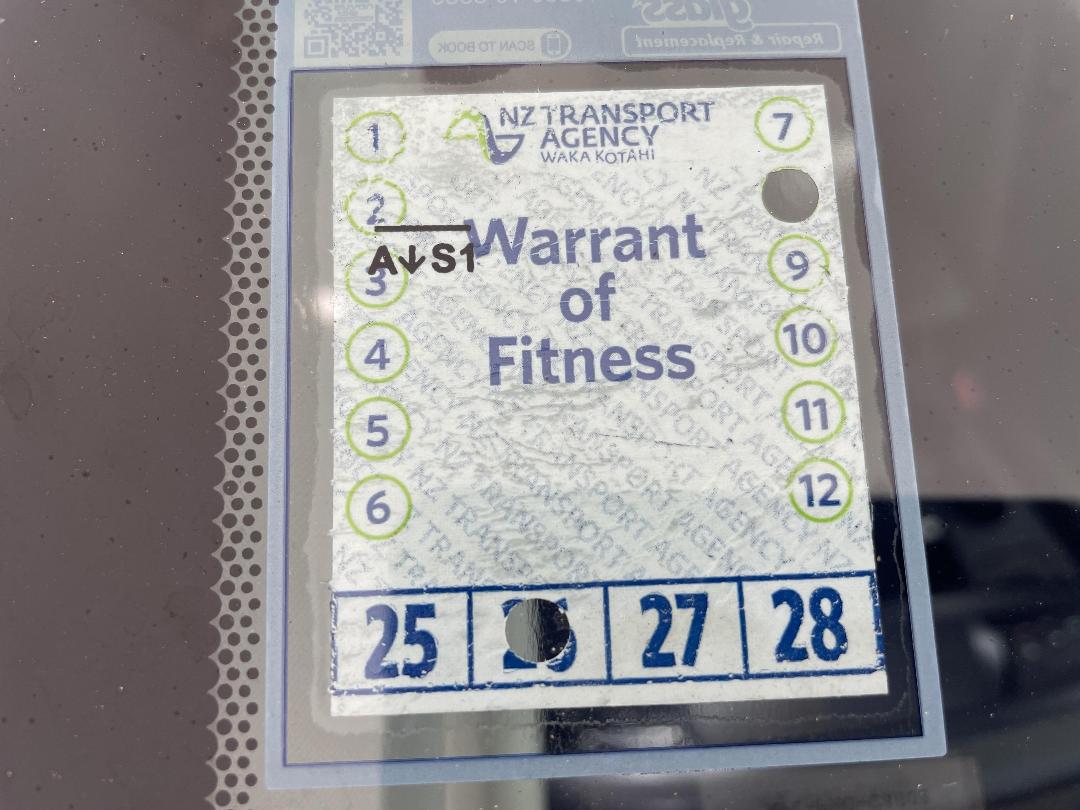 SCAN TO BOOK
glass
Repair & Replacement
NZ TRANSPORT
AGENCY
WAKA KOTAHI
1
7
2
A↓S1
Warrant
3
9
of
4
10
Fitness
5
11
6
12
25
27
28